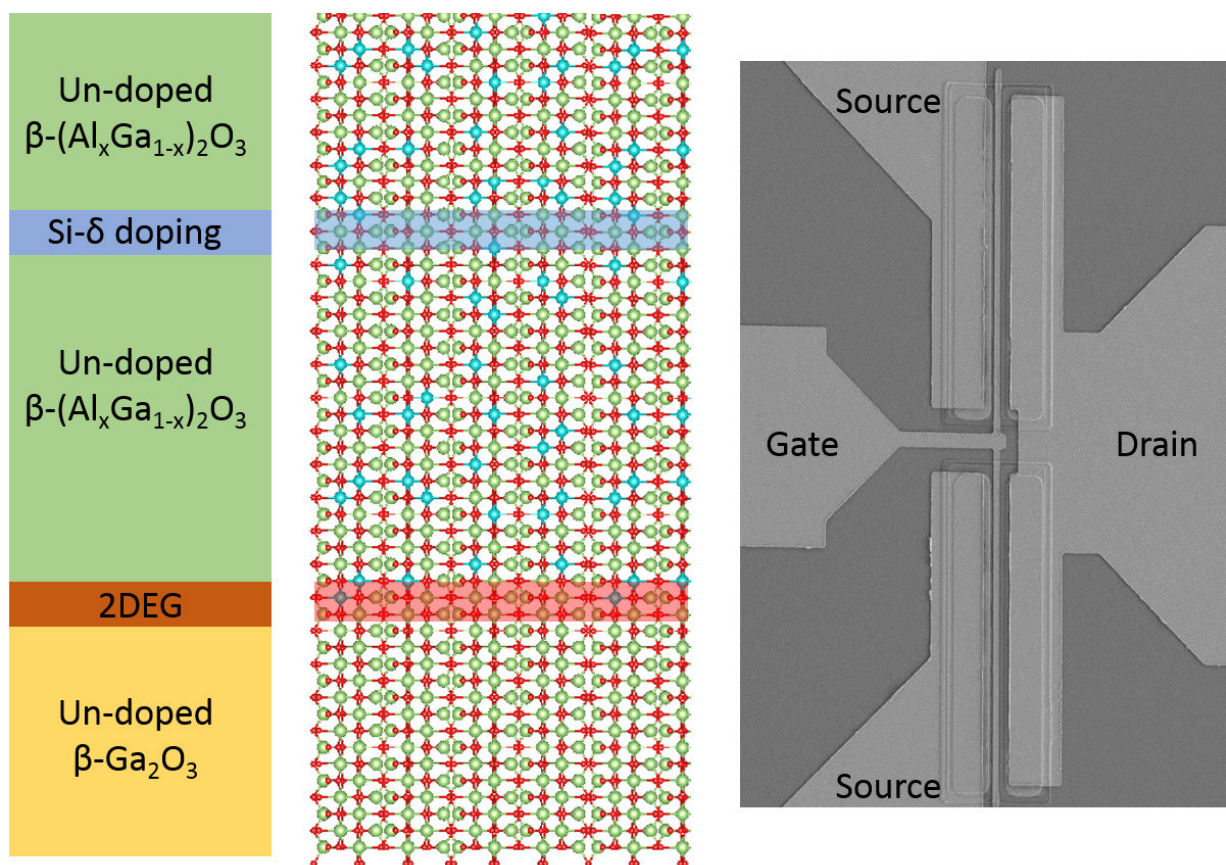 Un-doped
β-(AlₓGa₁₋ₓ)₂O₃
Si-δ doping
Un-doped
β-(AlₓGa₁₋ₓ)₂O₃
2DEG
Un-doped
β-Ga₂O₃
Source
Gate
Drain
Source